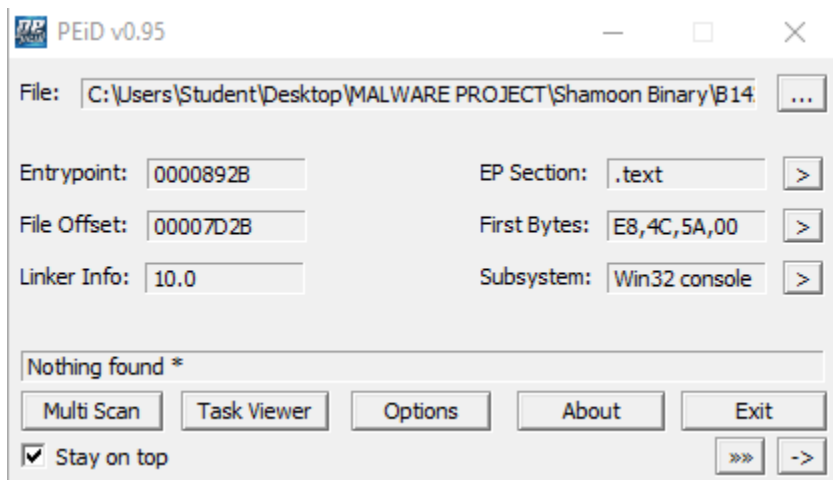 PEiD v0.95
File: C:\Users\Student\Desktop\MALWARE PROJECT\Shamoon Binary\B14 ...
Entrypoint: 0000892B EP Section: .text >
File Offset: 00007D2B First Bytes: E8,4C,5A,00 >
Linker Info: 10.0 Subsystem: Win32 console >
Nothing found *
Multi Scan Task Viewer Options About Exit
Stay on top »» ->